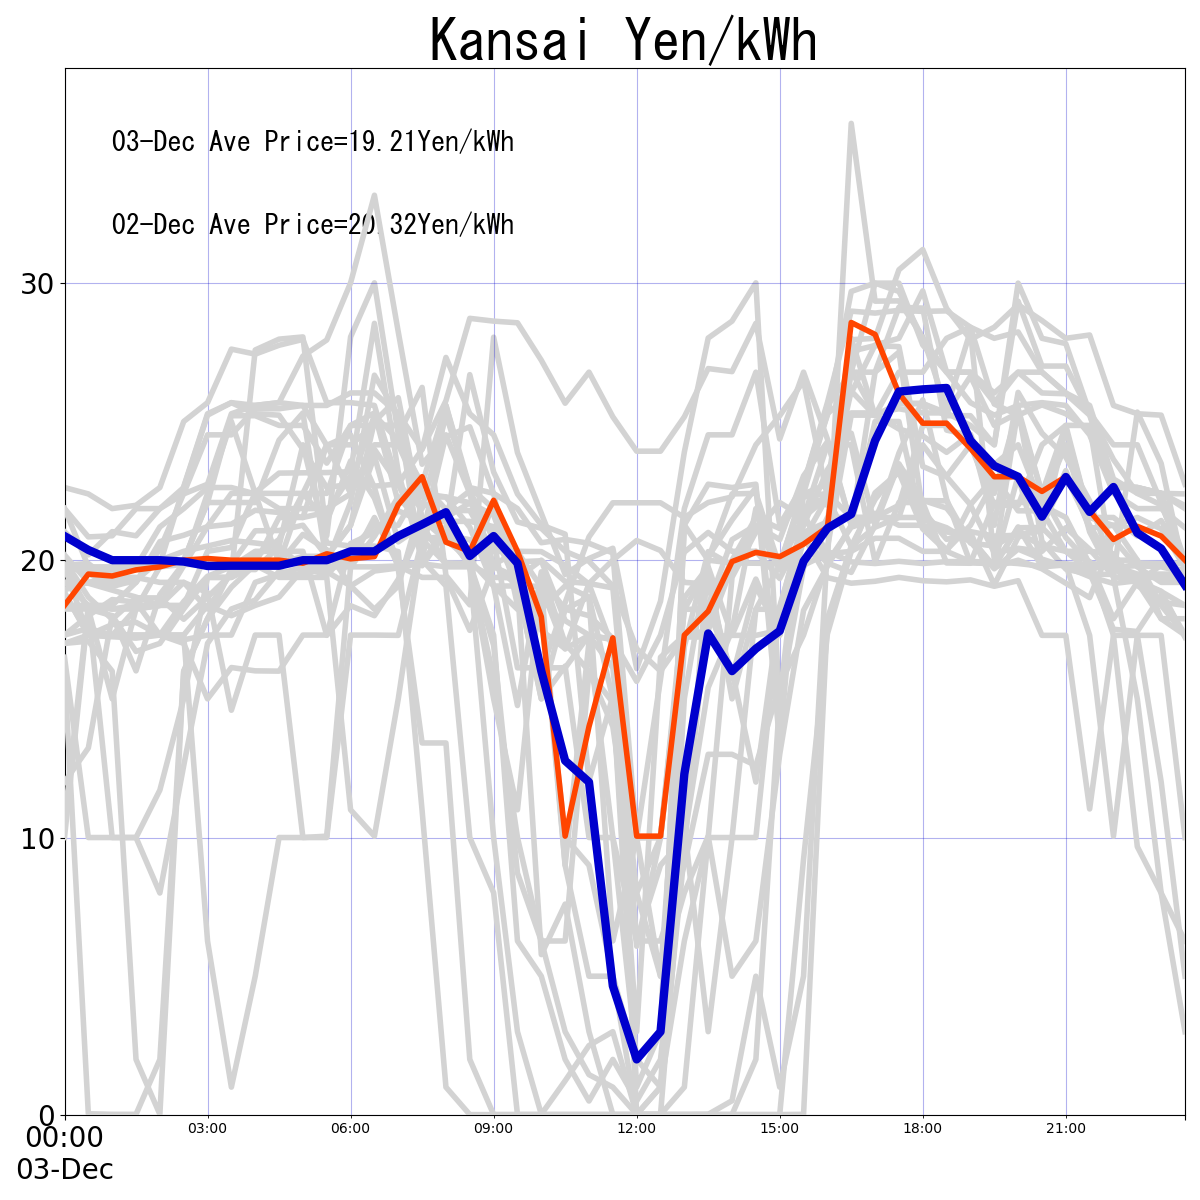 Kansai Yen/kWh
03-Dec Ave Price=19.21Yen/kWh
02-Dec Ave Price=20.32Yen/kWh
30
20
10
0
00:00 03:00 06:00 09:00 12:00 15:00 18:00 21:00
03-Dec